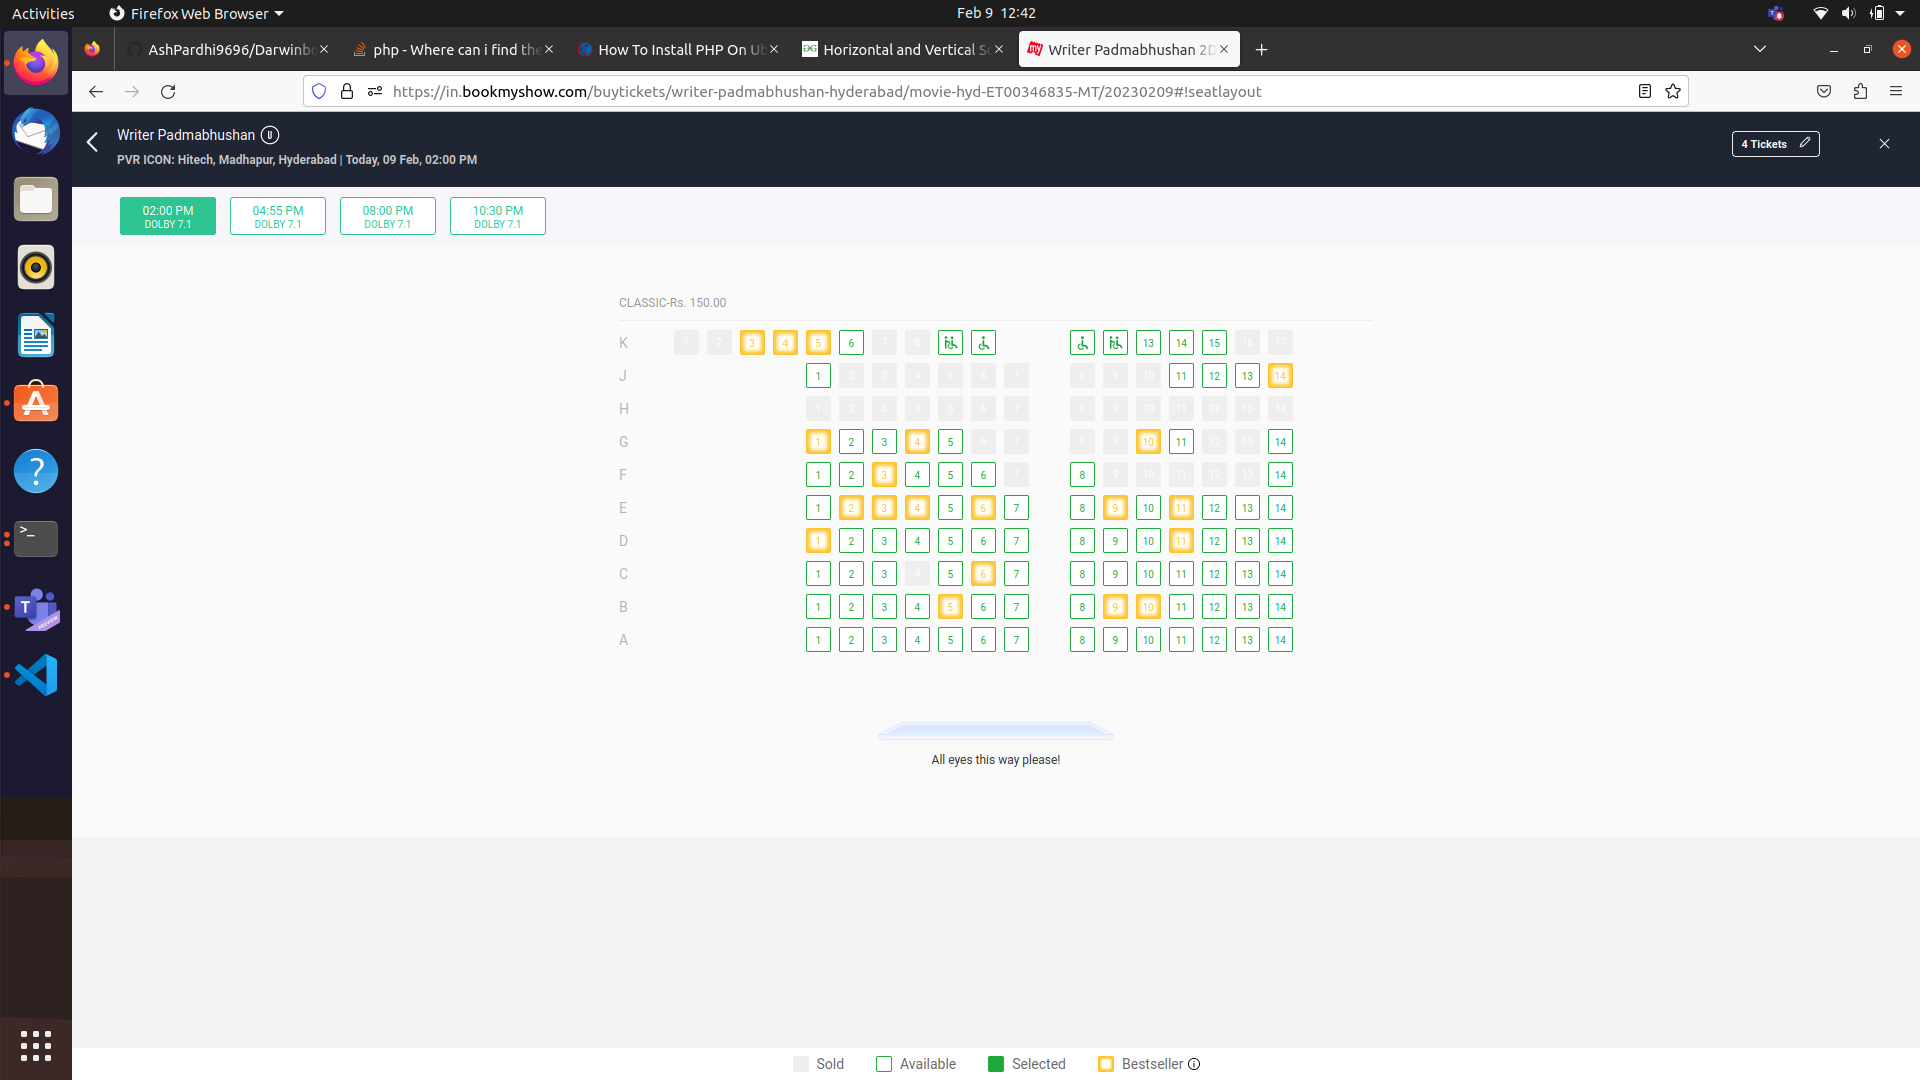 Activities
Firefox Web Browser
Feb 9 12:42
AshPardhi9696/Darwinbo
php - Where can i find the
How To Install PHP On Ub
Horizontal and Vertical Sc
Writer Padmabhushan 2D
https://in.bookmyshow.com/buytickets/writer-padmabhushan-hyderabad/movie-hyd-ET00346835-MT/20230209#!seatlayout
Writer Padmabhushan U
PVR ICON: Hitech, Madhapur, Hyderabad | Today, 09 Feb, 02:00 PM
4 Tickets
02:00 PM 04:55 PM 08:00 PM 10:30 PM
DOLBY 7.1 DOLBY 7.1 DOLBY 7.1 DOLBY 7.1
CLASSIC-Rs. 150.00
K 1 2 3 4 5 6 7 8 13 14 15 16 17
J 1 2 3 4 5 6 7 8 9 10 11 12 13 14
H 1 2 3 4 5 6 7 8 9 10 11 12 13 14
G 1 2 3 4 5 6 7 8 9 10 11 12 13 14
F 1 2 3 4 5 6 7 8 9 10 11 12 13 14
E 1 2 3 4 5 6 7 8 9 10 11 12 13 14
D 1 2 3 4 5 6 7 8 9 10 11 12 13 14
C 1 2 3 4 5 6 7 8 9 10 11 12 13 14
B 1 2 3 4 5 6 7 8 9 10 11 12 13 14
A 1 2 3 4 5 6 7 8 9 10 11 12 13 14
All eyes this way please!
Sold Available Selected Bestseller